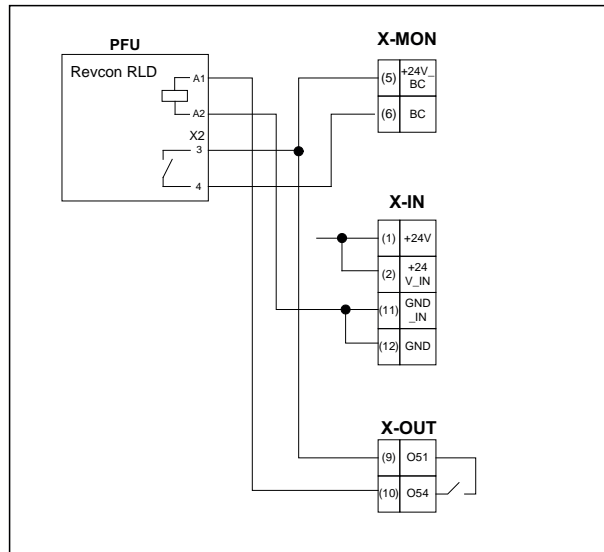 PFU
Revcon RLD
A1
A2
X2
3
4
X-MON
(5) +24V_
BC
(6) BC
X-IN
(1) +24V
(2) +24
V_IN
(11) GND
_IN
(12) GND
X-OUT
(9) O51
(10) O54